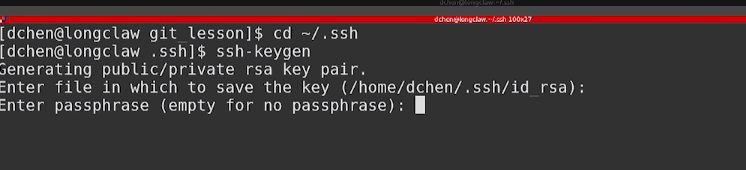 dchen@longclaw:~/.ssh
dchen@longclaw:~/.ssh 100x27
[dchen@longclaw git_lesson]$ cd ~/.ssh
[dchen@longclaw .ssh]$ ssh-keygen
Generating public/private rsa key pair.
Enter file in which to save the key (/home/dchen/.ssh/id_rsa):
Enter passphrase (empty for no passphrase):